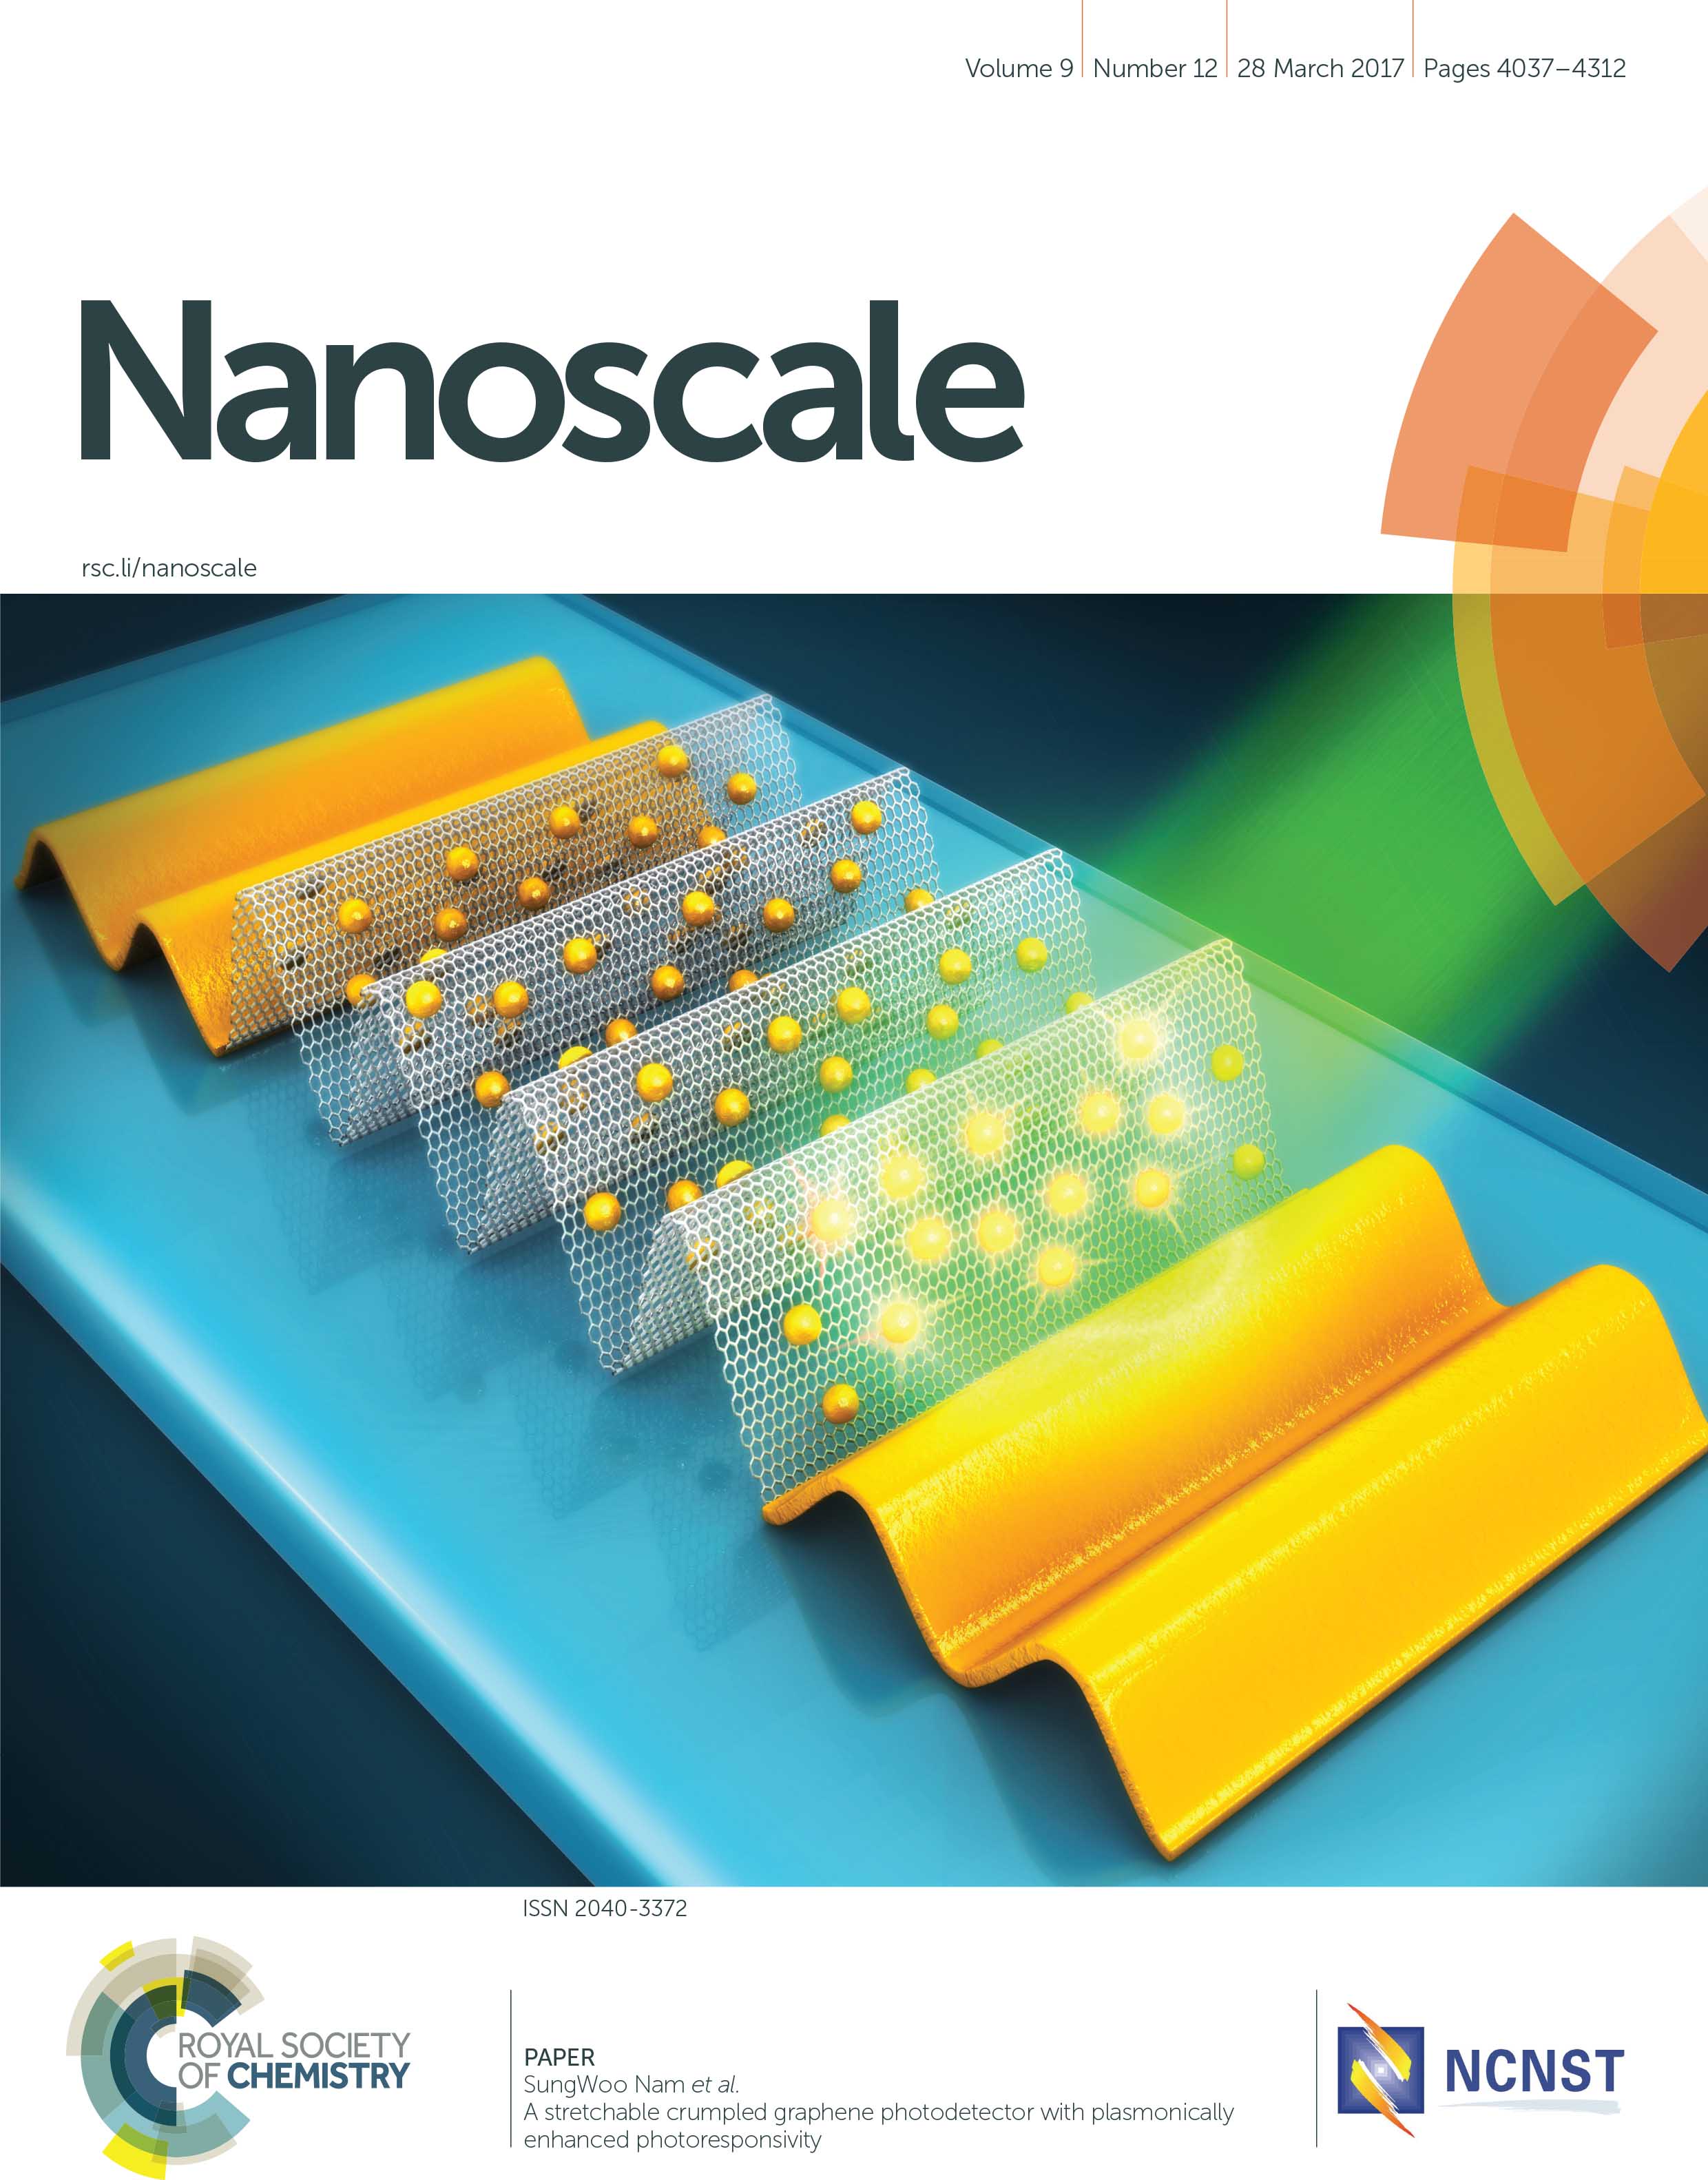 Volume 9 Number 12 28 March 2017 Pages 4037–4312
Nanoscale
rsc.li/nanoscale
ISSN 2040-3372
ROYAL SOCIETY
OF CHEMISTRY
PAPER
SungWoo Nam et al.
A stretchable crumpled graphene photodetector with plasmonically
enhanced photoresponsivity
NCNST